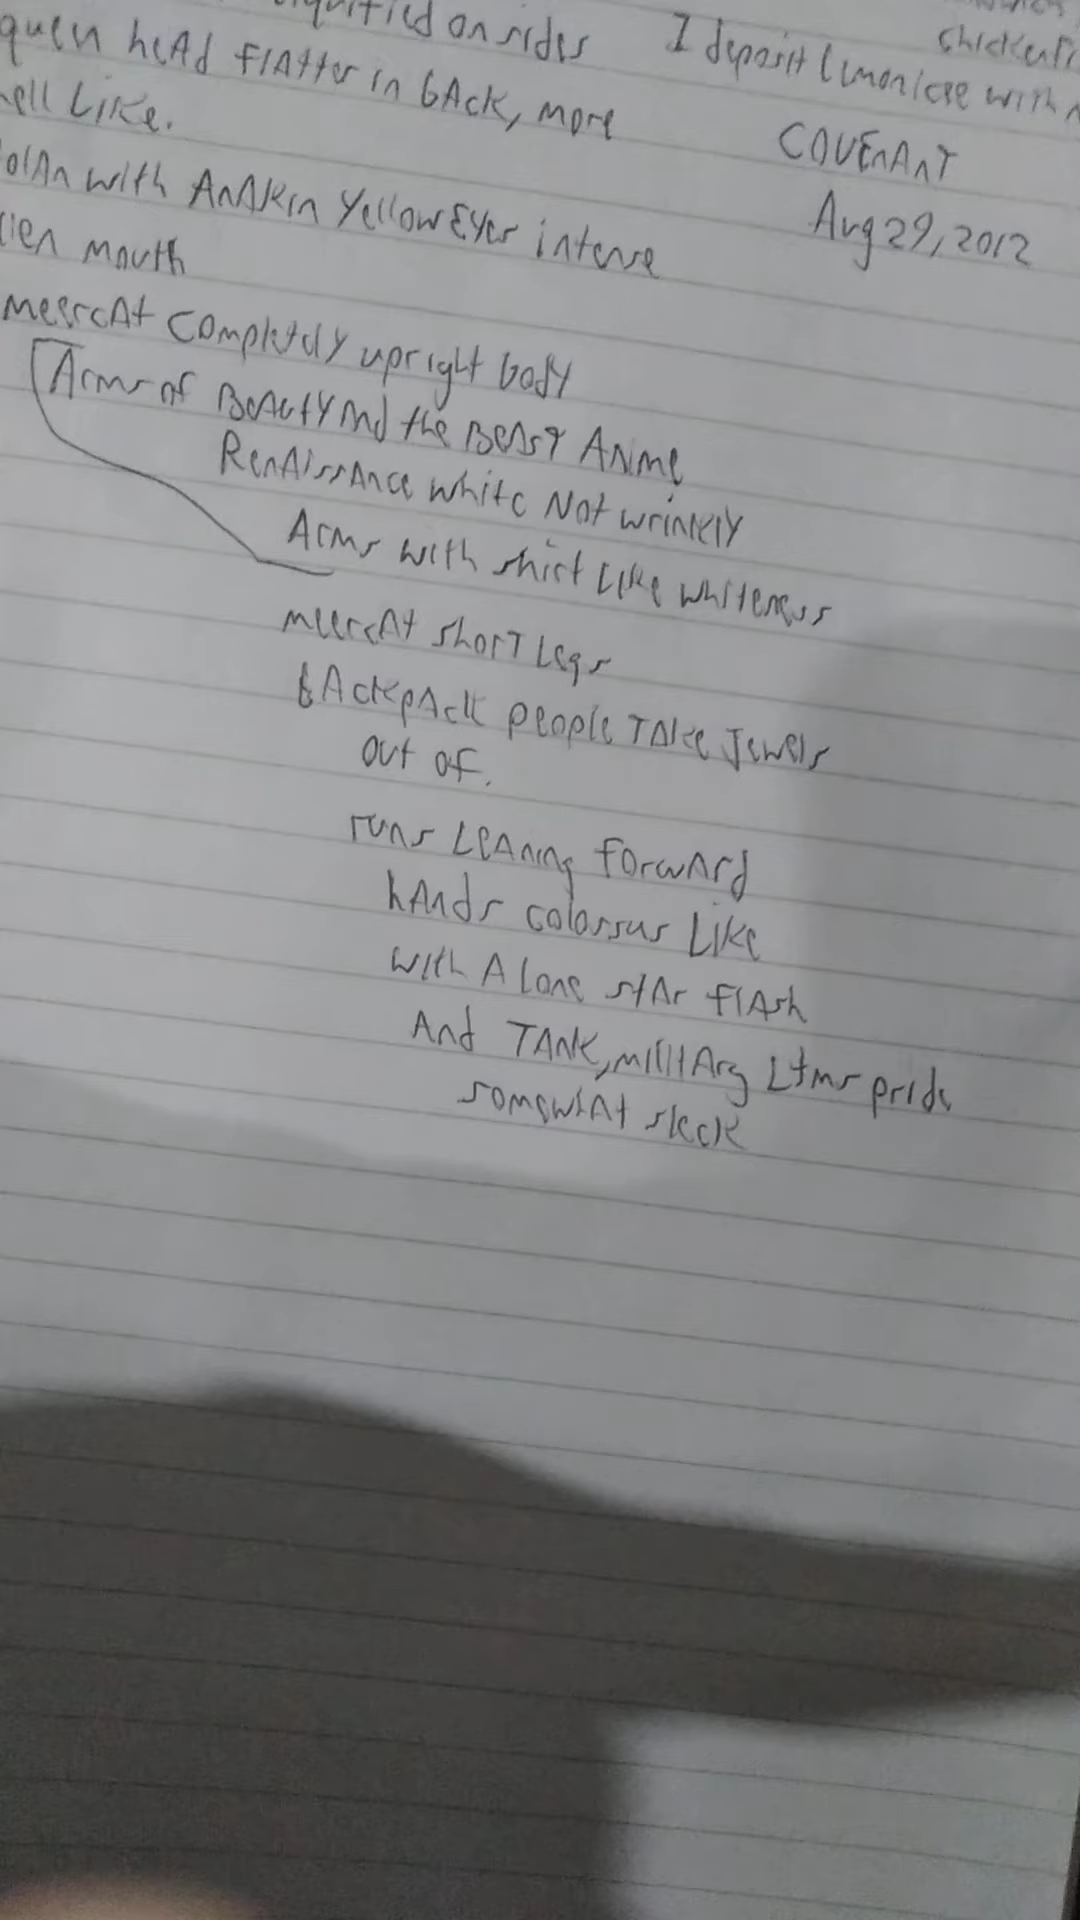 on sides
queen head flatter in back, more
like.
with Anakin yellow eyes intense
mouth
meercat completely upright body
Arms of Beauty and the Beast Anime
Renaissance white Not wrinkly
Arms with shirt like whiteness
meercat short legs
backpack people take Jewels
out of.
runs leaning forward
hands colossus like
with A lone star flash
And TANK, military
pride
somewhat sleek
I deposit with
COVENANT
Aug 29, 2012